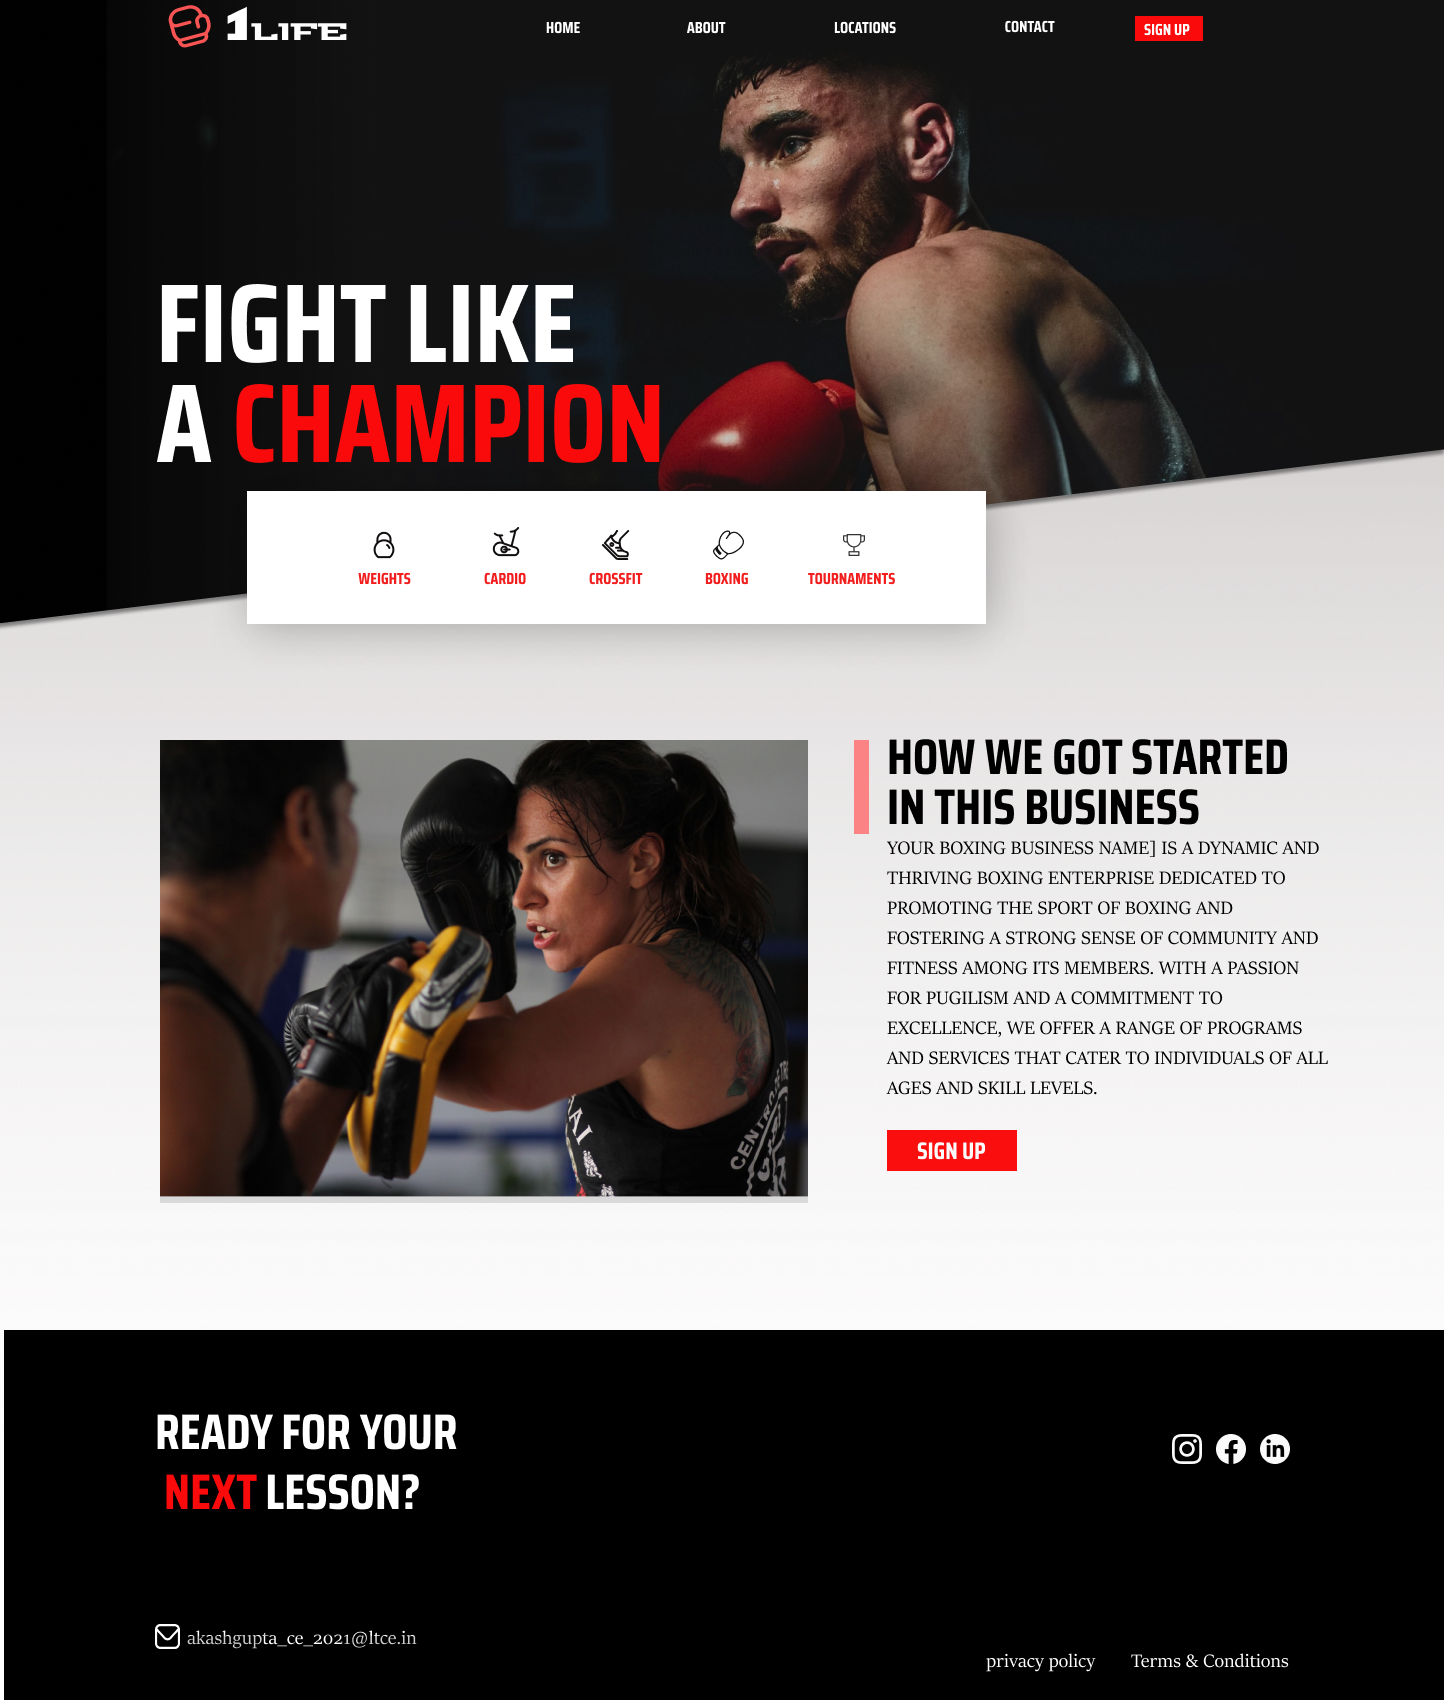 1LIFE
HOME ABOUT LOCATIONS CONTACT SIGN UP
FIGHT LIKE
A CHAMPION
WEIGHTS CARDIO CROSSFIT BOXING TOURNAMENTS
HOW WE GOT STARTED
IN THIS BUSINESS
YOUR BOXING BUSINESS NAME] IS A DYNAMIC AND
THRIVING BOXING ENTERPRISE DEDICATED TO
PROMOTING THE SPORT OF BOXING AND
FOSTERING A STRONG SENSE OF COMMUNITY AND
FITNESS AMONG ITS MEMBERS. WITH A PASSION
FOR PUGILISM AND A COMMITMENT TO
EXCELLENCE, WE OFFER A RANGE OF PROGRAMS
AND SERVICES THAT CATER TO INDIVIDUALS OF ALL
AGES AND SKILL LEVELS.
SIGN UP
READY FOR YOUR
NEXT LESSON?
in
akashgupta_ce_2021@ltce.in
privacy policy Terms & Conditions